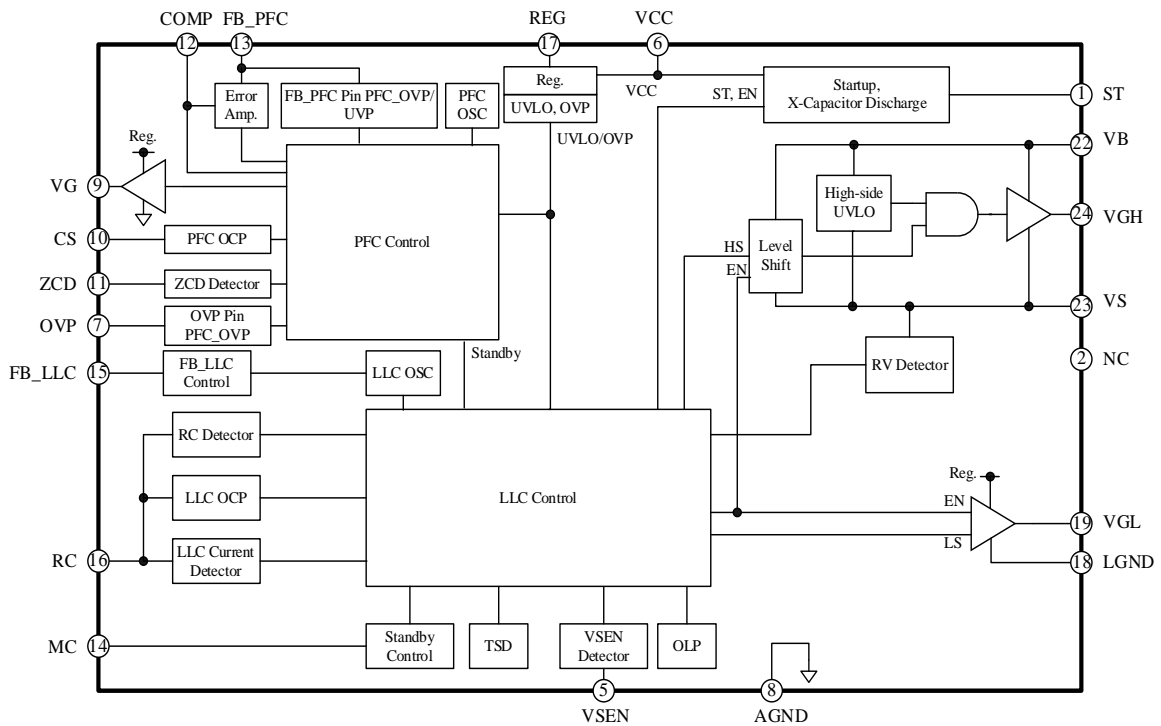 COMP FB_PFC REG VCC
12 13 17 6
Error
Amp.
FB_PFC Pin PFC_OVP/
UVP
PFC
OSC
Reg.
UVLO, OVP
VCC
ST, EN
Startup,
X-Capacitor Discharge
1 ST
UVLO/OVP
Reg.
VG 9
22 VB
High-side
UVLO
24 VGH
CS 10
PFC OCP
PFC Control
HS
EN
Level
Shift
ZCD 11
ZCD Detector
23 VS
OVP 7
OVP Pin
PFC_OVP
Standby
2 NC
FB_LLC 15
FB_LLC
Control
LLC OSC
RV Detector
RC Detector
LLC OCP
LLC Control
Reg.
EN
19 VGL
LS
RC 16
LLC Current
Detector
18 LGND
MC 14
Standby
Control
TSD
VSEN
Detector
OLP
5 8
VSEN AGND